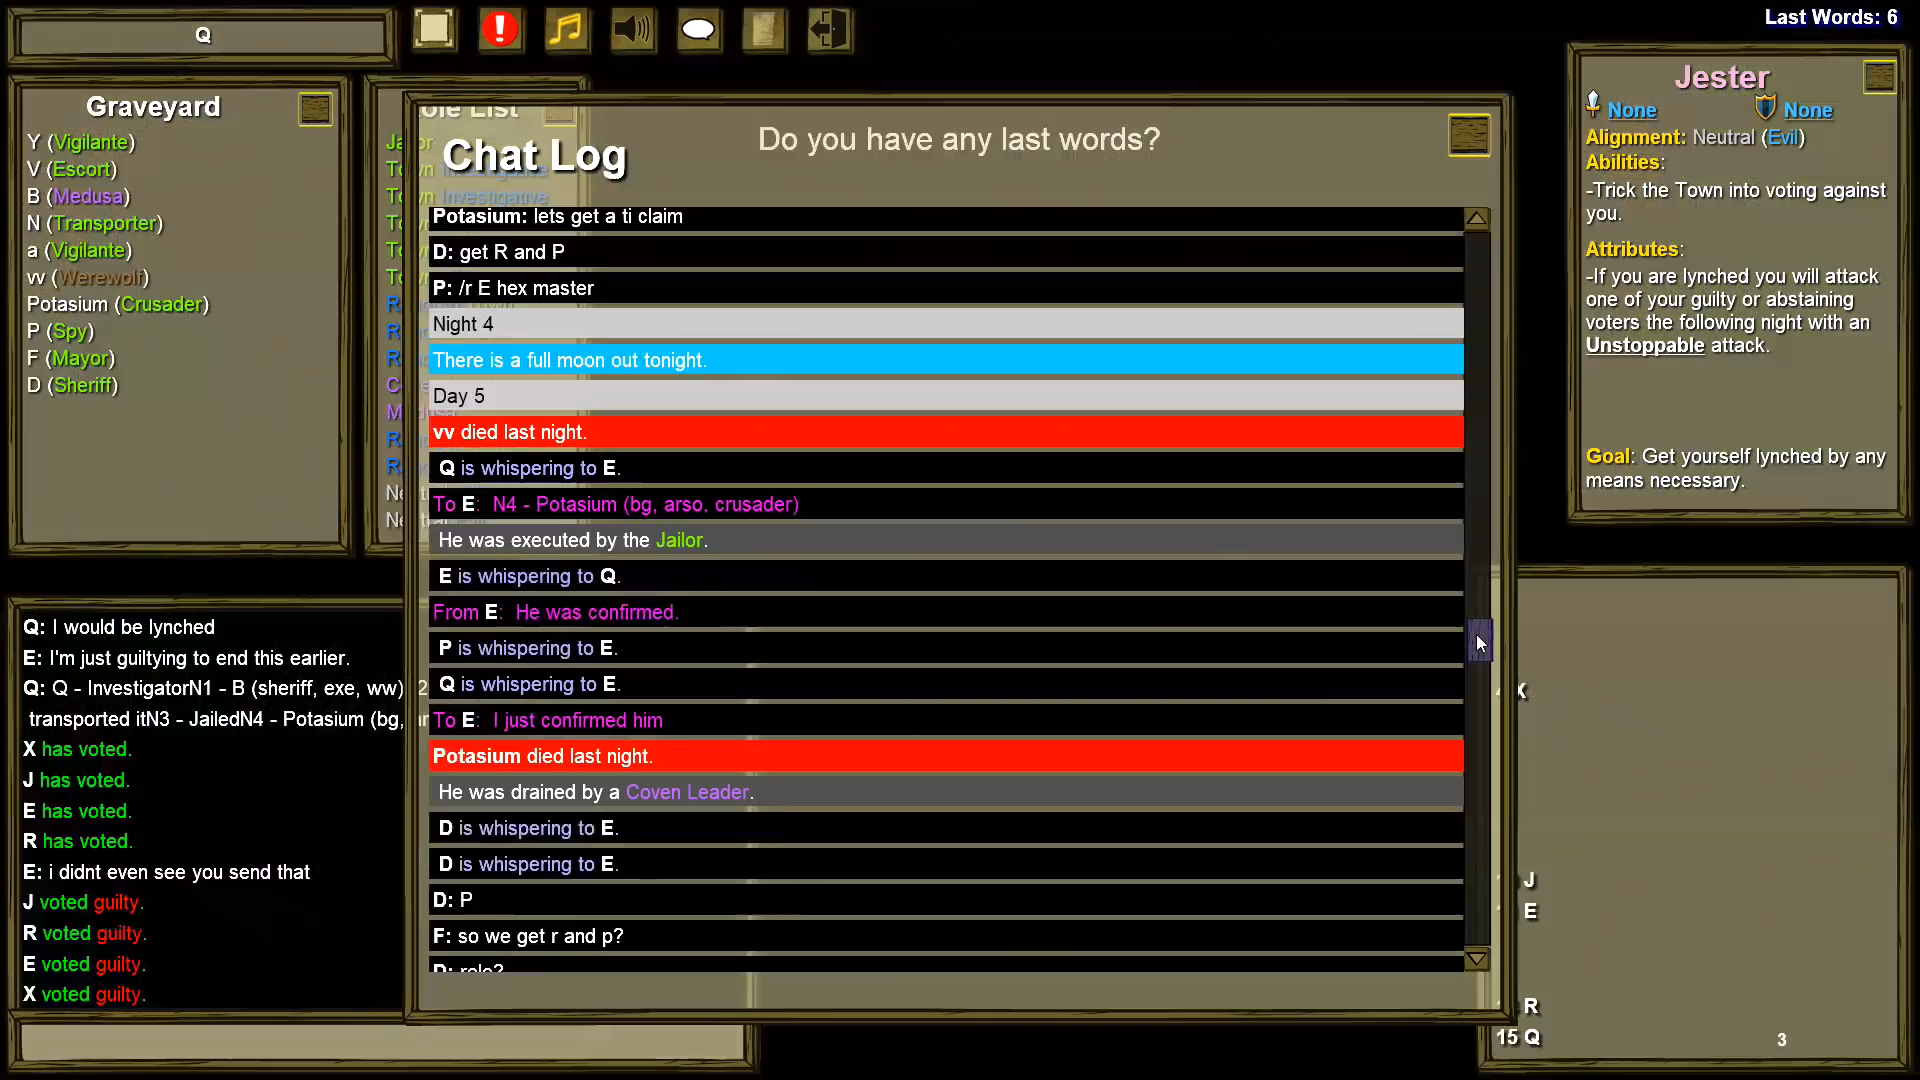 Q
Last Words: 6
Graveyard
Y (Vigilante)
V (Escort)
B (Medusa)
N (Transporter)
a (Vigilante)
vv (Werewolf)
Potasium (Crusader)
P (Spy)
F (Mayor)
D (Sheriff)
Do you have any last words?
Chat Log
Investigative
Potasium: lets get a ti claim
D: get R and P
P: /r E hex master
Night 4
There is a full moon out tonight.
Day 5
vv died last night.
Q is whispering to E.
To E: N4 - Potasium (bg, arso, crusader)
He was executed by the Jailor.
E is whispering to Q.
From E: He was confirmed.
P is whispering to E.
Q is whispering to E.
To E: I just confirmed him
Potasium died last night.
He was drained by a Coven Leader.
D is whispering to E.
D is whispering to E.
D: P
F: so we get r and p?
D: role?
Jester
None None
Alignment: Neutral (Evil)
Abilities:
-Trick the Town into voting against
you.
Attributes:
-If you are lynched you will attack
one of your guilty or abstaining
voters the following night with an
Unstoppable attack.
Goal: Get yourself lynched by any
means necessary.
Q: I would be lynched
E: I'm just guiltying to end this earlier.
Q: Q - InvestigatorN1 - B (sheriff, exe, ww)
transported itN3 - JailedN4 - Potasium (bg,
X has voted.
J has voted.
E has voted.
R has voted.
E: i didnt even see you send that
J voted guilty.
R voted guilty.
E voted guilty.
X voted guilty.
X
J
E
R
15 Q
3